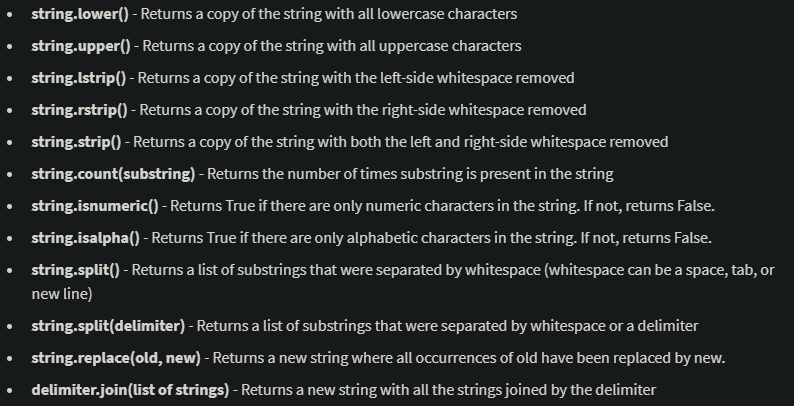 • string.lower() - Returns a copy of the string with all lowercase characters
• string.upper() - Returns a copy of the string with all uppercase characters
• string.lstrip() - Returns a copy of the string with the left-side whitespace removed
• string.rstrip() - Returns a copy of the string with the right-side whitespace removed
• string.strip() - Returns a copy of the string with both the left and right-side whitespace removed
• string.count(substring) - Returns the number of times substring is present in the string
• string.isnumeric() - Returns True if there are only numeric characters in the string. If not, returns False.
• string.isalpha() - Returns True if there are only alphabetic characters in the string. If not, returns False.
• string.split() - Returns a list of substrings that were separated by whitespace (whitespace can be a space, tab, or
new line)
• string.split(delimiter) - Returns a list of substrings that were separated by whitespace or a delimiter
• string.replace(old, new) - Returns a new string where all occurrences of old have been replaced by new.
• delimiter.join(list of strings) - Returns a new string with all the strings joined by the delimiter